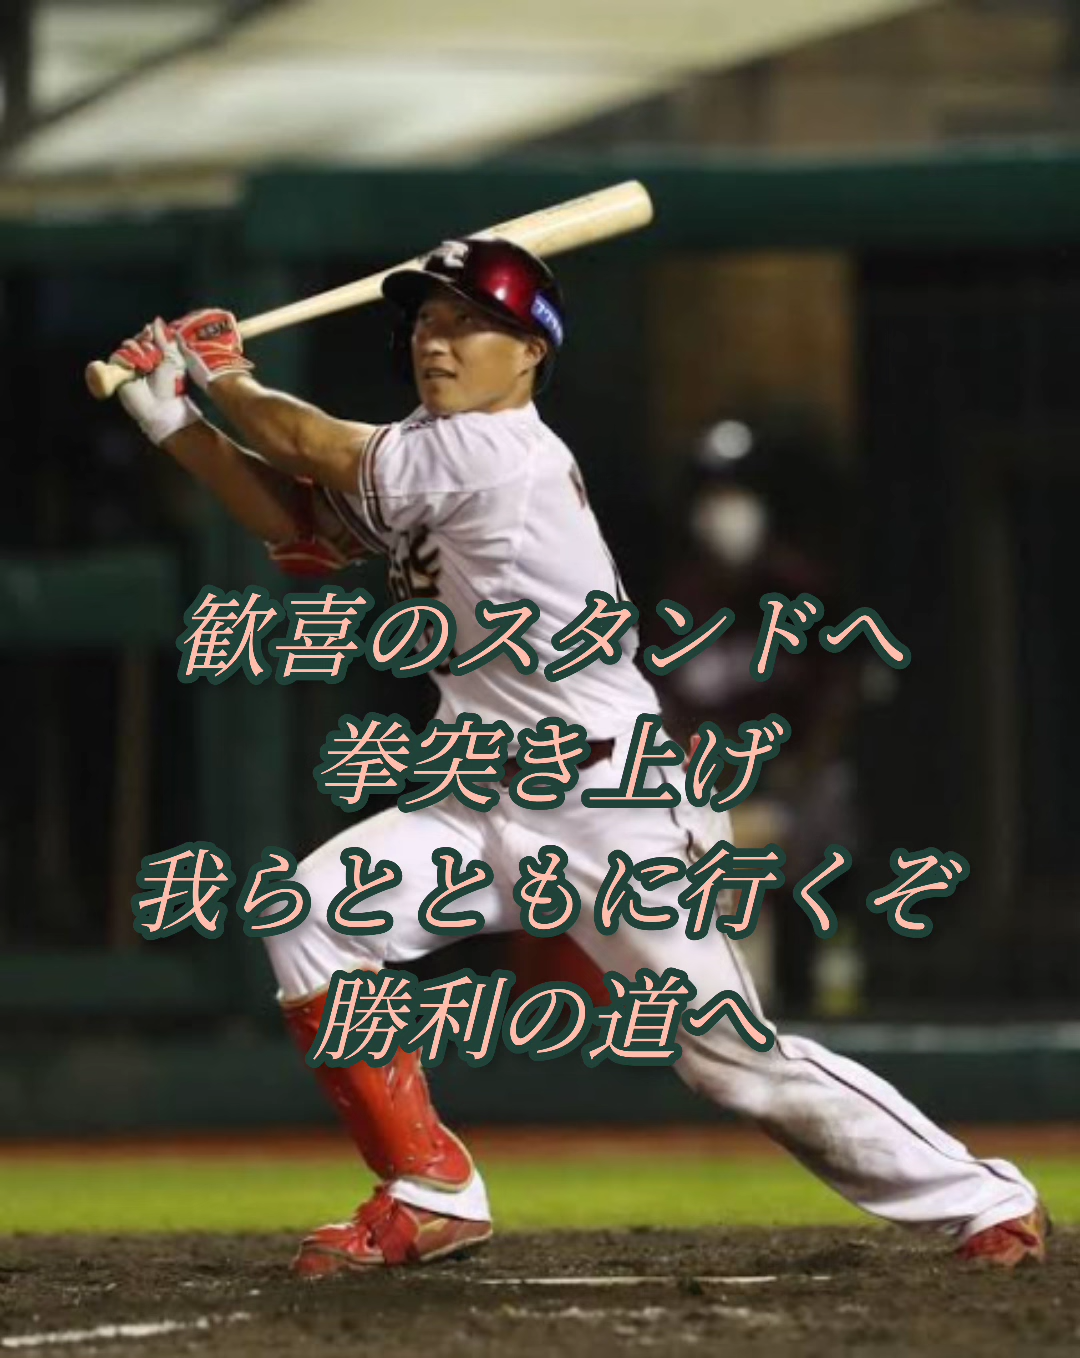 歓喜のスタンドへ
拳突き上げ
我らとともに行くぞ
勝利の道へ